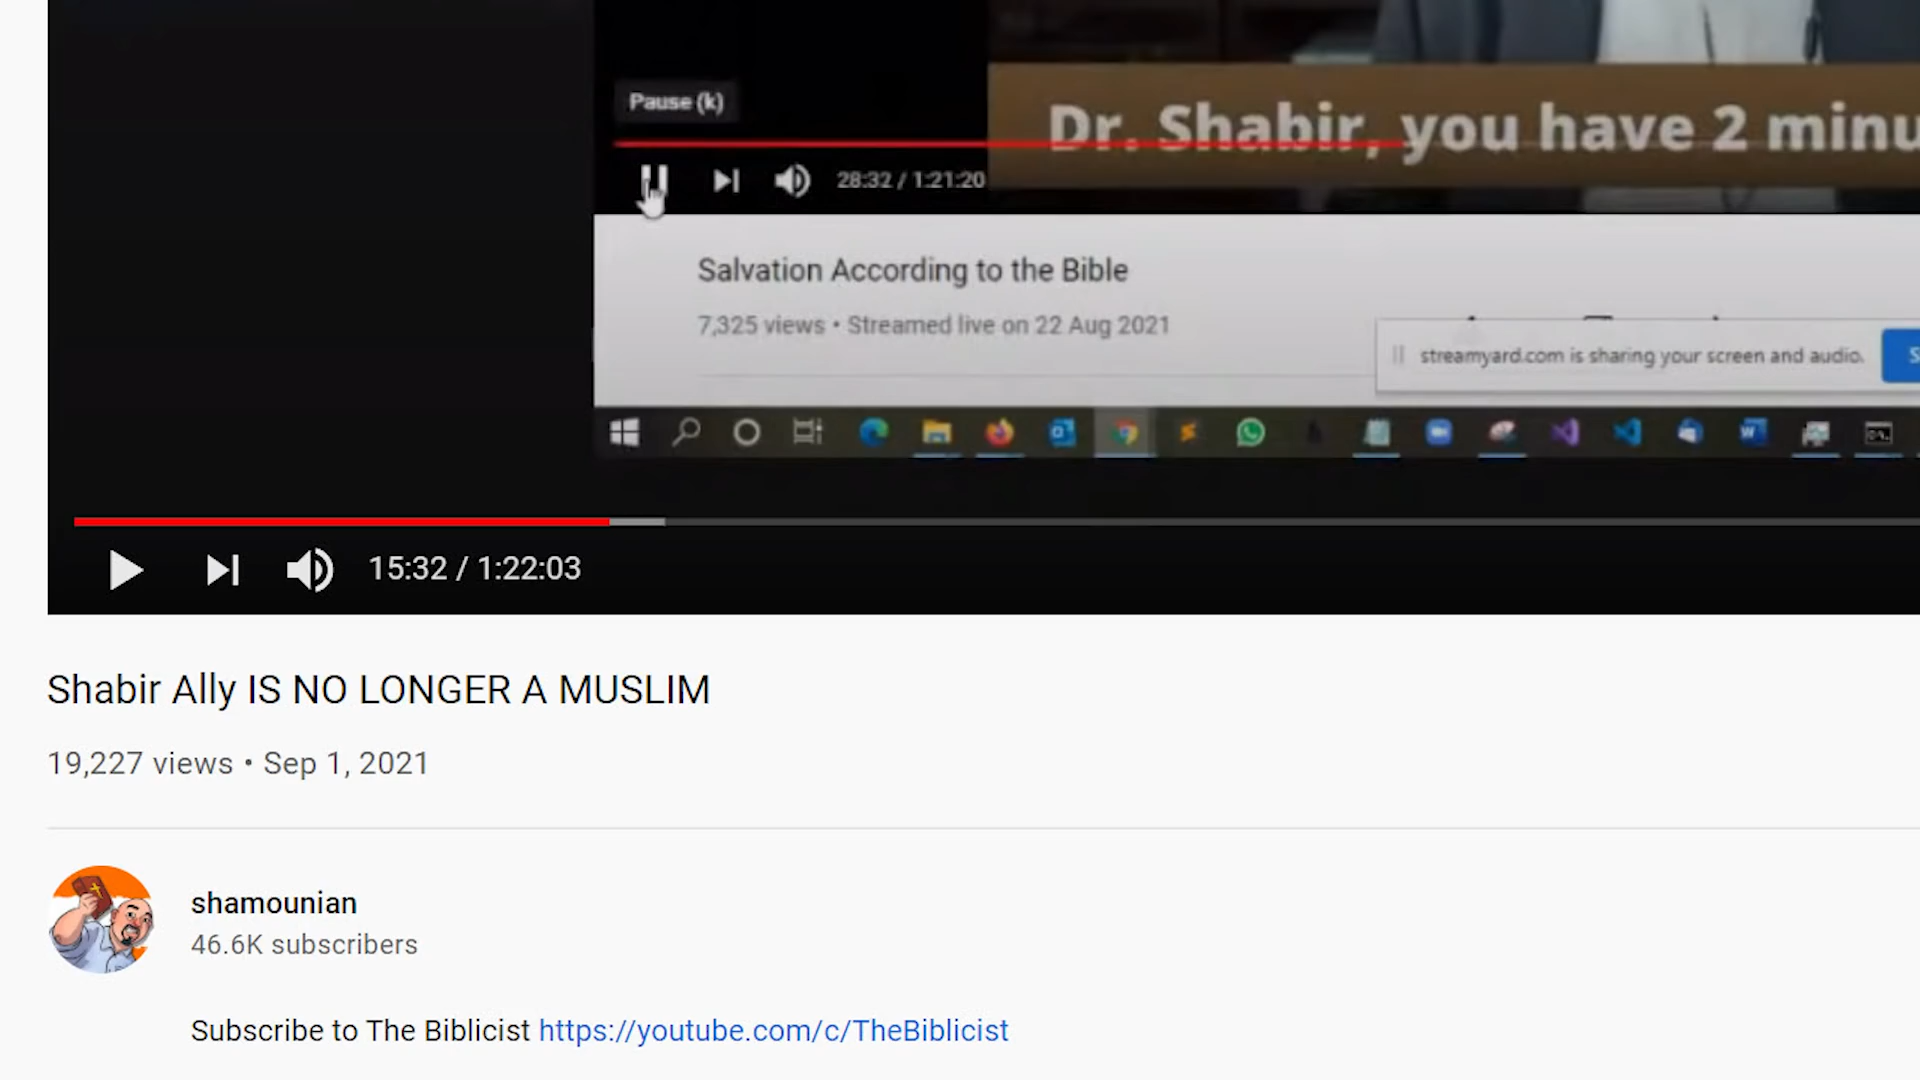 Pause (k)
Dr. Shabir, you have 2 minu
28:32 / 1:21:20
Salvation According to the Bible
7,325 views • Streamed live on 22 Aug 2021
streamyard.com is sharing your screen and audio.
S
15:32 / 1:22:03
Shabir Ally IS NO LONGER A MUSLIM
19,227 views • Sep 1, 2021
shamounian
46.6K subscribers
Subscribe to The Biblicist https://youtube.com/c/TheBiblicist